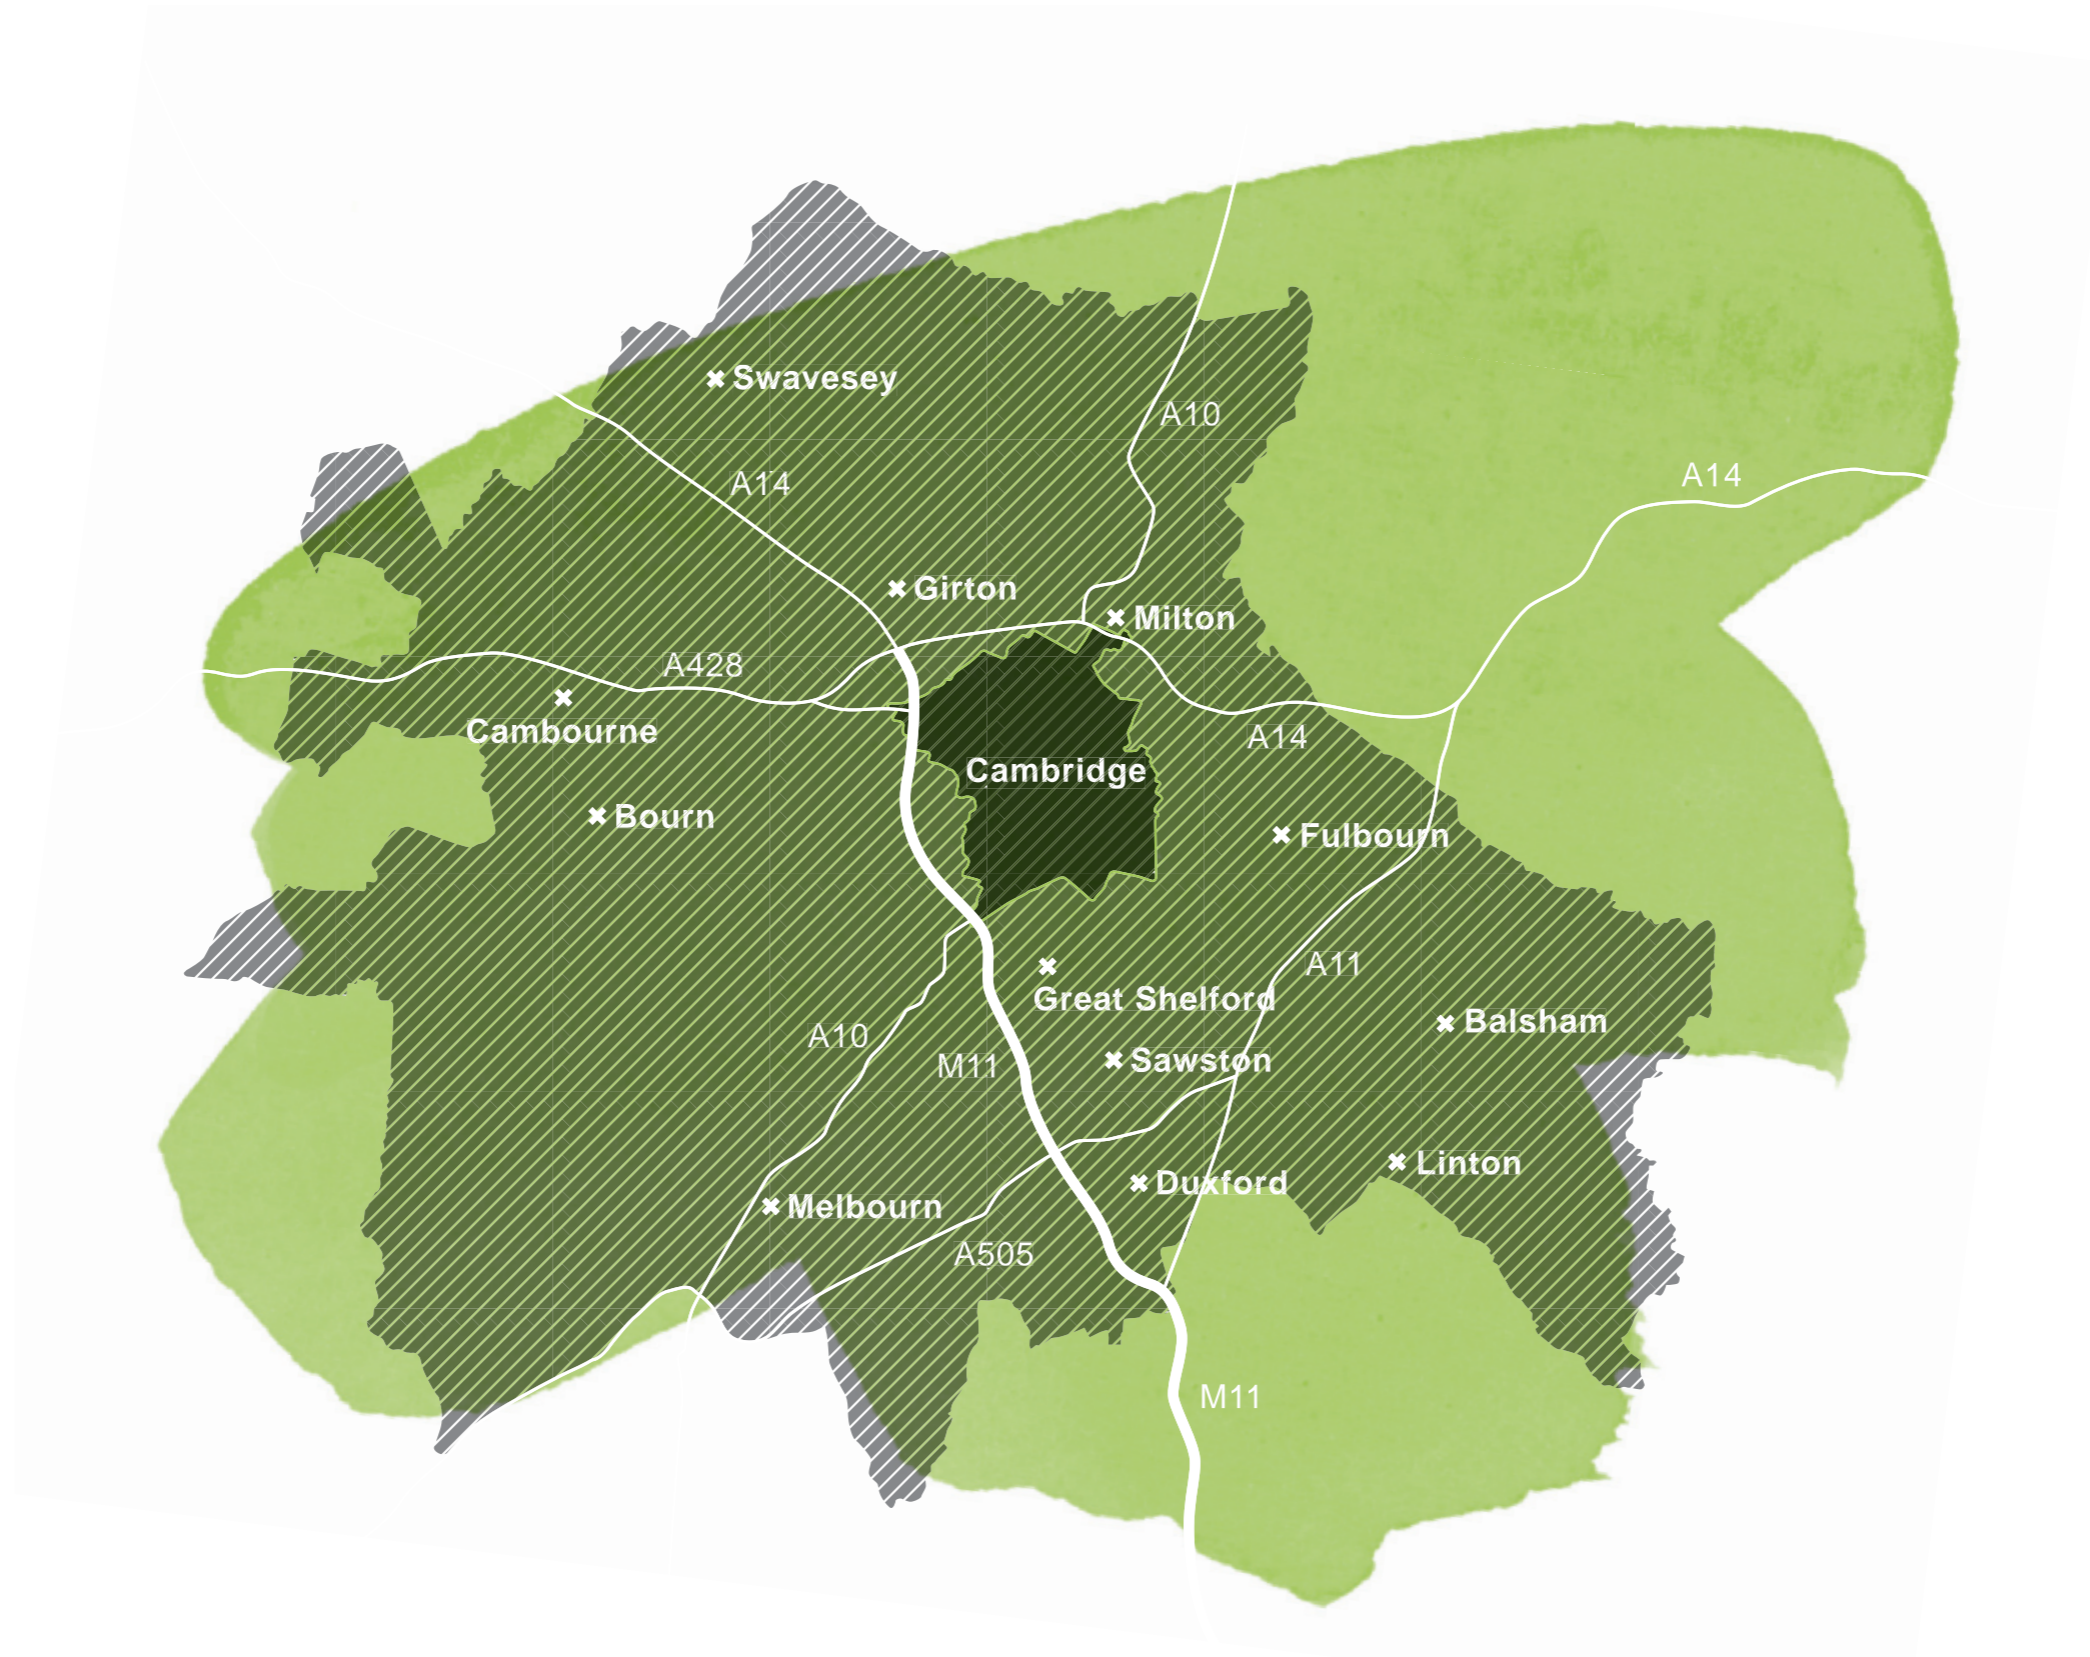 Swavesey
A10
A14
A14
Girton
Milton
A428
Cambourne
A14
Cambridge
Bourn
Fulbourn
A11
Great Shelford
Balsham
A10
M11
Sawston
Linton
Duxford
Melbourn
A505
M11